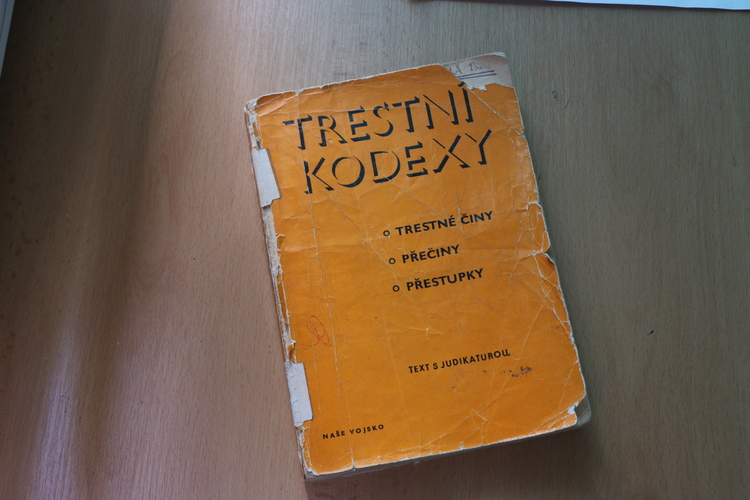 TRESTNÍ
KODEXY
o TRESTNÉ ČINY
o PŘEČINY
o PŘESTUPKY
TEXT S JUDIKATUROU
NAŠE VOJSKO